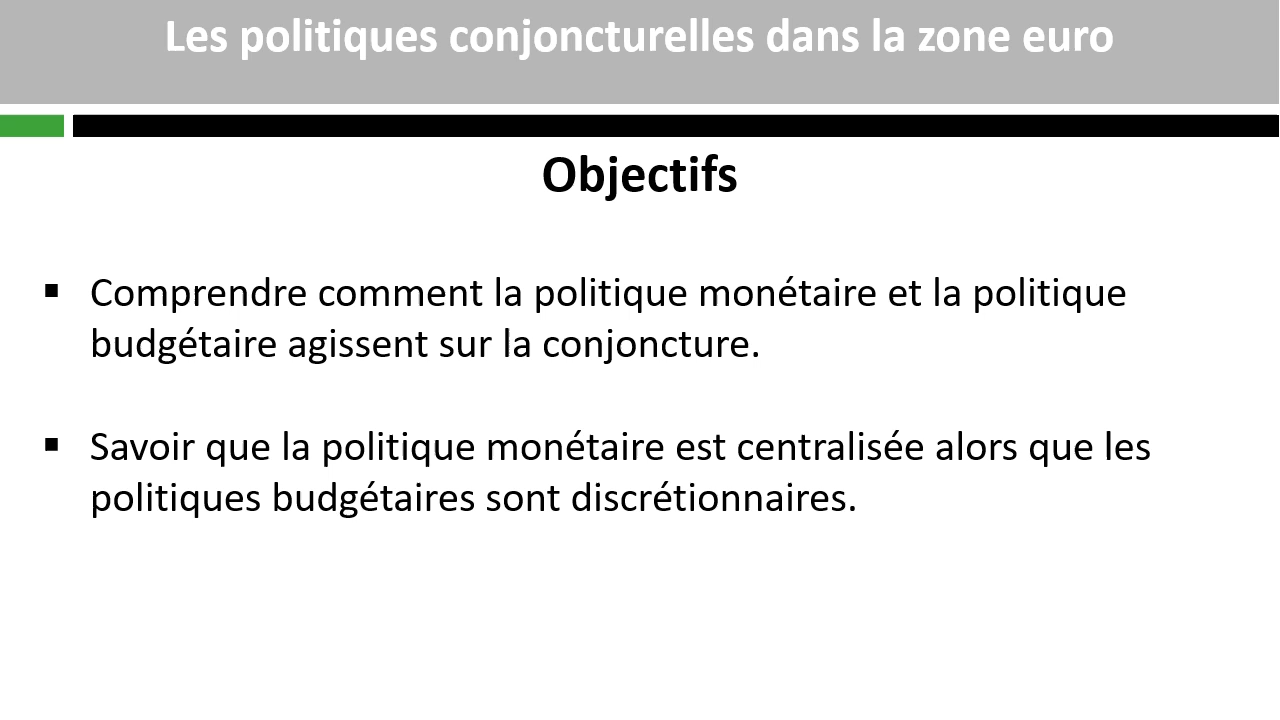 Les politiques conjoncturelles dans la zone euro
Objectifs
▪ Comprendre comment la politique monétaire et la politique
budgétaire agissent sur la conjoncture.
▪ Savoir que la politique monétaire est centralisée alors que les
politiques budgétaires sont discrétionnaires.